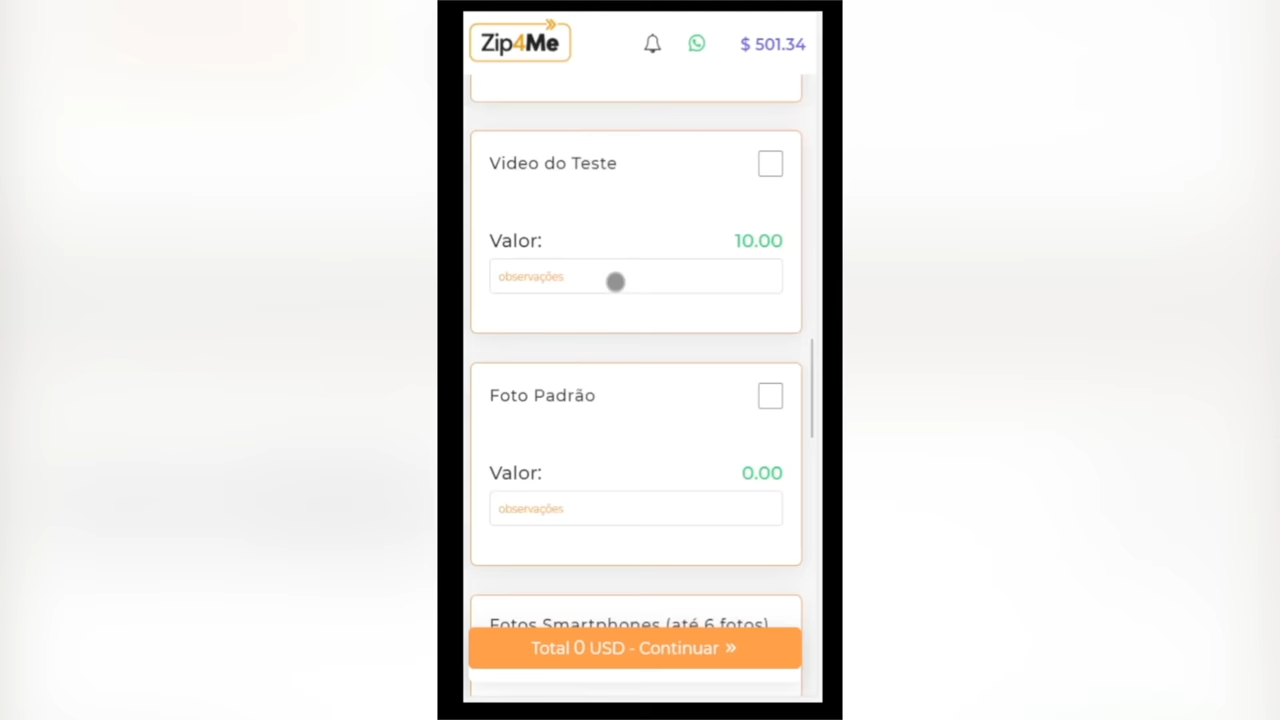 Zip4Me
$ 501.34
Video do Teste
Valor: 10.00
observações
Foto Padrão
Valor: 0.00
observações
Fotos Smartphones (até 6 fotos)
Total 0 USD - Continuar »